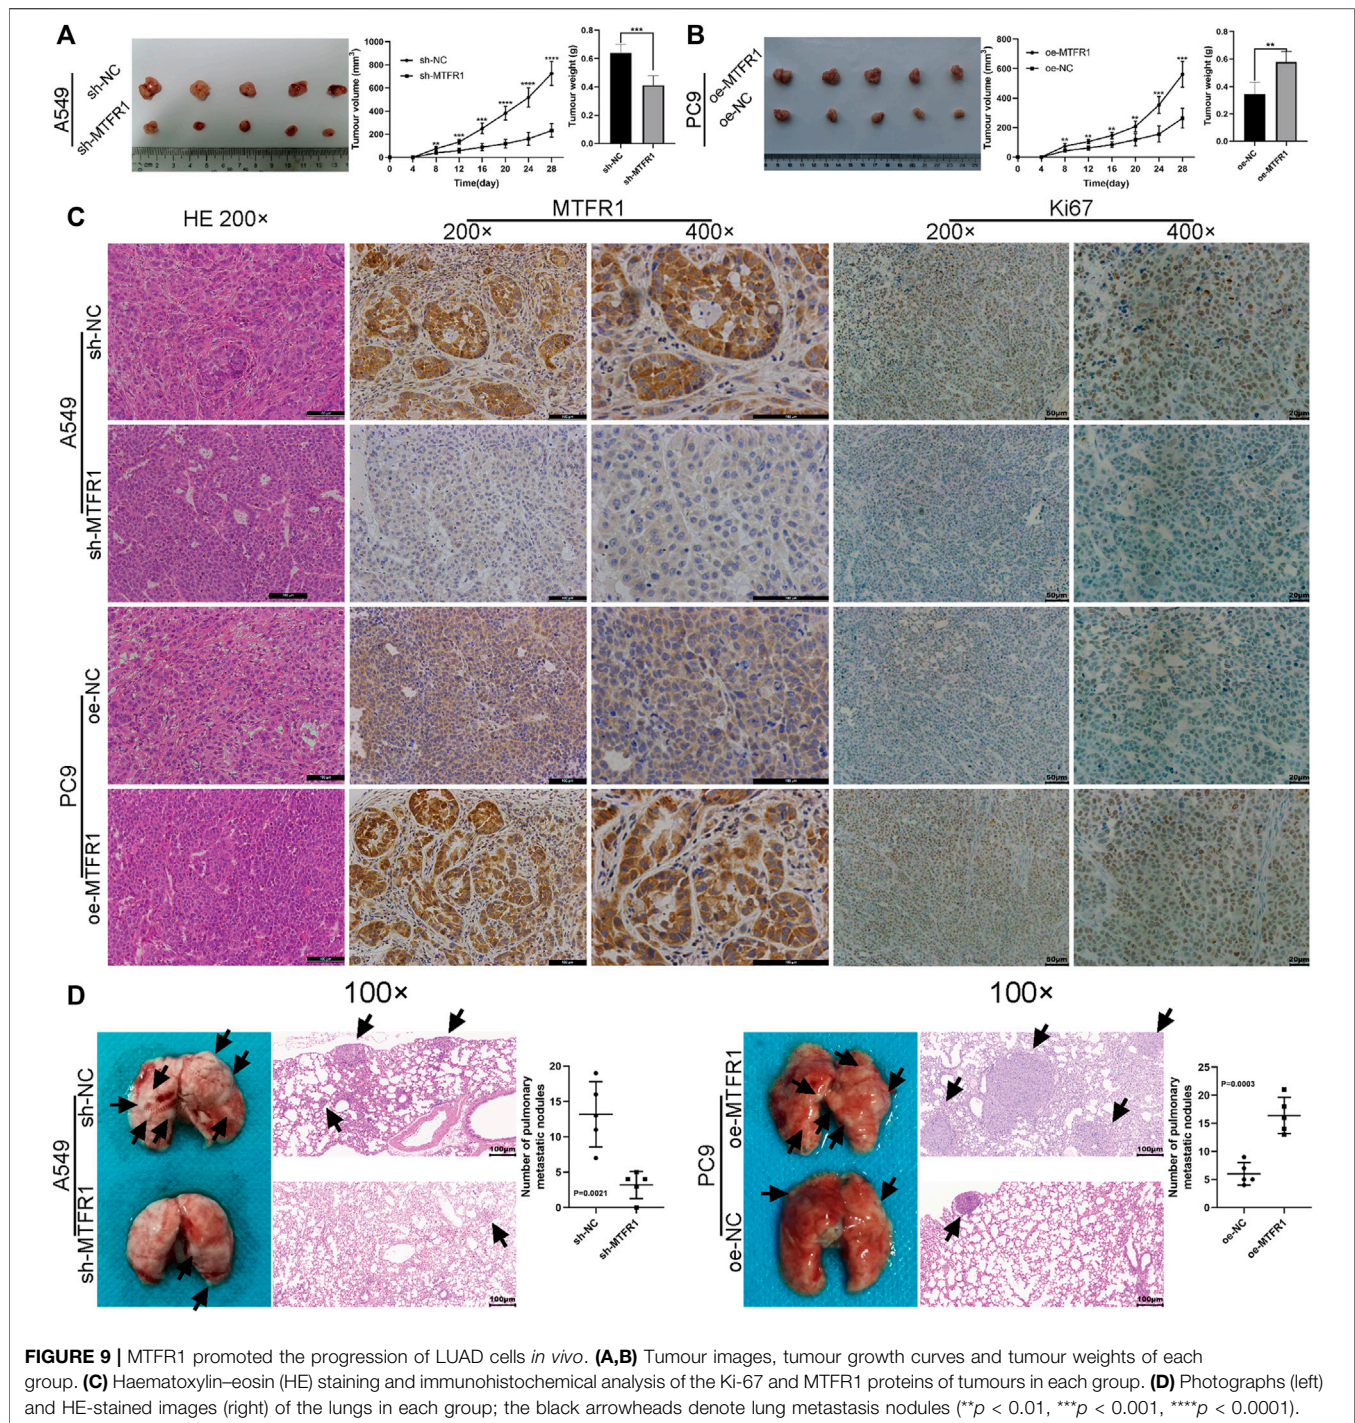 A
A549
sh-NC
sh-MTFR1
Tumour volume (mm³)
1000
800
600
400
200
0
0 4 8 12 16 20 24 28
Time(day)
sh-NC
sh-MTFR1
** *** **** **** **** ****
Tumour weight (g)
0.8
0.6
0.4
0.2
0.0
***
sh-NC
sh-MTFR1
B
PC9
oe-MTFR1
oe-NC
Tumour volume (mm³)
800
600
400
200
0
0 4 8 12 16 20 24 28
Time(day)
oe-MTFR1
oe-NC
** ** ** ** *** ***
Tumour weight (g)
0.8
0.6
0.4
0.2
0.0
**
oe-NC
oe-MTFR1
C
HE 200×
MTFR1
200×
400×
Ki67
200×
400×
A549
sh-NC
50μm
20μm
sh-MTFR1
50μm
20μm
PC9
oe-NC
50μm
20μm
oe-MTFR1
50μm
20μm
D
100×
A549
sh-NC
sh-MTFR1
100μm
100μm
Number of pulmonary
metastatic nodules
20
15
10
5
0
P=0.0021
sh-NC
sh-MTFR1
100×
PC9
oe-MTFR1
oe-NC
100μm
100μm
Number of pulmonary
metastatic nodules
25
20
15
10
5
0
P=0.0003
oe-NC
oe-MTFR1
FIGURE 9 | MTFR1 promoted the progression of LUAD cells in vivo. (A,B) Tumour images, tumour growth curves and tumour weights of each
group. (C) Haematoxylin–eosin (HE) staining and immunohistochemical analysis of the Ki-67 and MTFR1 proteins of tumours in each group. (D) Photographs (left)
and HE-stained images (right) of the lungs in each group; the black arrowheads denote lung metastasis nodules (**p < 0.01, ***p < 0.001, ****p < 0.0001).